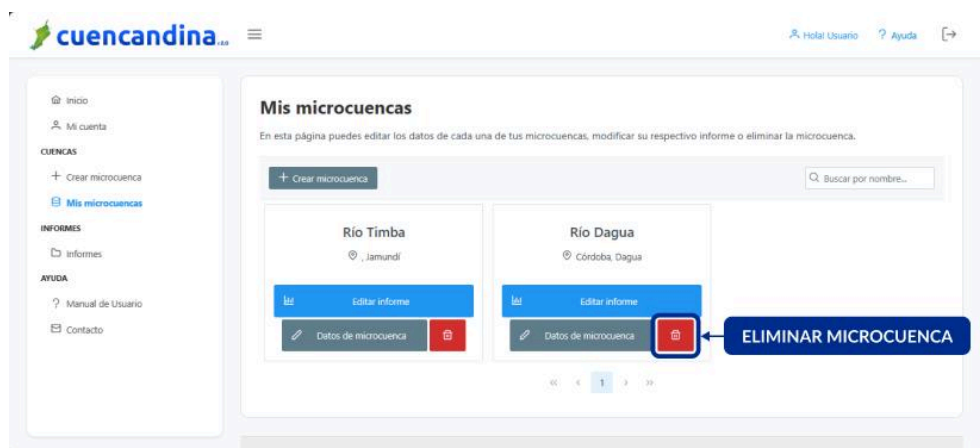 cuencandina v2.0
Hola! Usuario
? Ayuda
Inicio
Mi cuenta
CUENCAS
+ Crear microcuenca
Mis microcuencas
INFORMES
Informes
AYUDA
? Manual de Usuario
Contacto
Mis microcuencas
En esta página puedes editar los datos de cada una de tus microcuencas, modificar su respectivo informe o eliminar la microcuenca.
+ Crear microcuenca
Buscar por nombre...
Río Timba
, Jamundí
Editar informe
Datos de microcuenca
Río Dagua
Córdoba, Dagua
Editar informe
Datos de microcuenca
ELIMINAR MICROCUENCA
« ‹ 1 › »